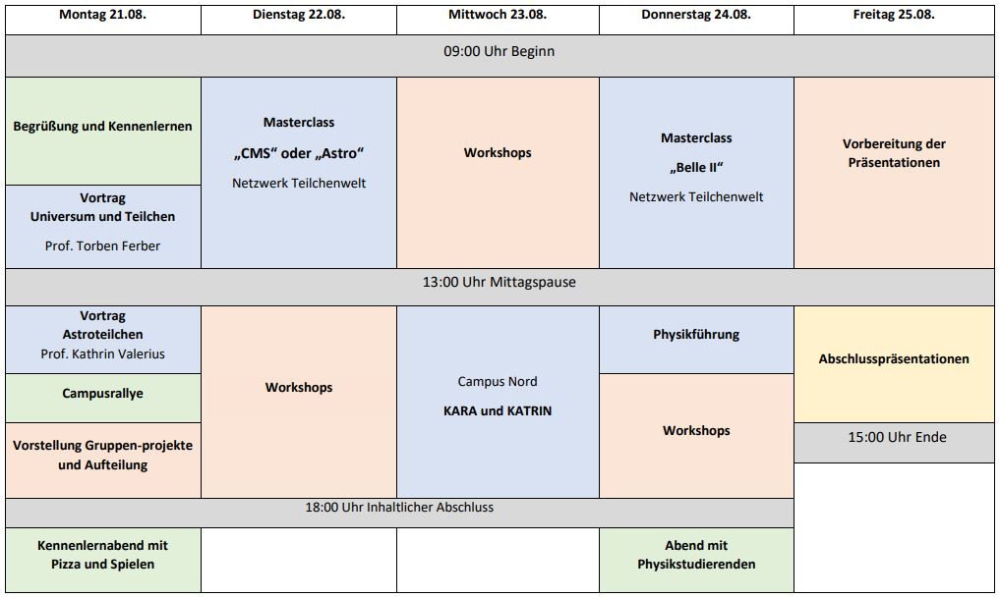 Montag 21.08.
Dienstag 22.08.
Mittwoch 23.08.
Donnerstag 24.08.
Freitag 25.08.
09:00 Uhr Beginn
Begrüßung und Kennenlernen
Vortrag
Universum und Teilchen
Prof. Torben Ferber
Masterclass
„CMS“ oder „Astro“
Netzwerk Teilchenwelt
Workshops
Masterclass
„Belle II“
Netzwerk Teilchenwelt
Vorbereitung der
Präsentationen
13:00 Uhr Mittagspause
Vortrag
Astroteilchen
Prof. Kathrin Valerius
Campusrallye
Vorstellung Gruppen-projekte
und Aufteilung
Workshops
Campus Nord
KARA und KATRIN
Physikführung
Workshops
Abschlusspräsentationen
15:00 Uhr Ende
18:00 Uhr Inhaltlicher Abschluss
Kennenlernabend mit
Pizza und Spielen
Abend mit
Physikstudierenden